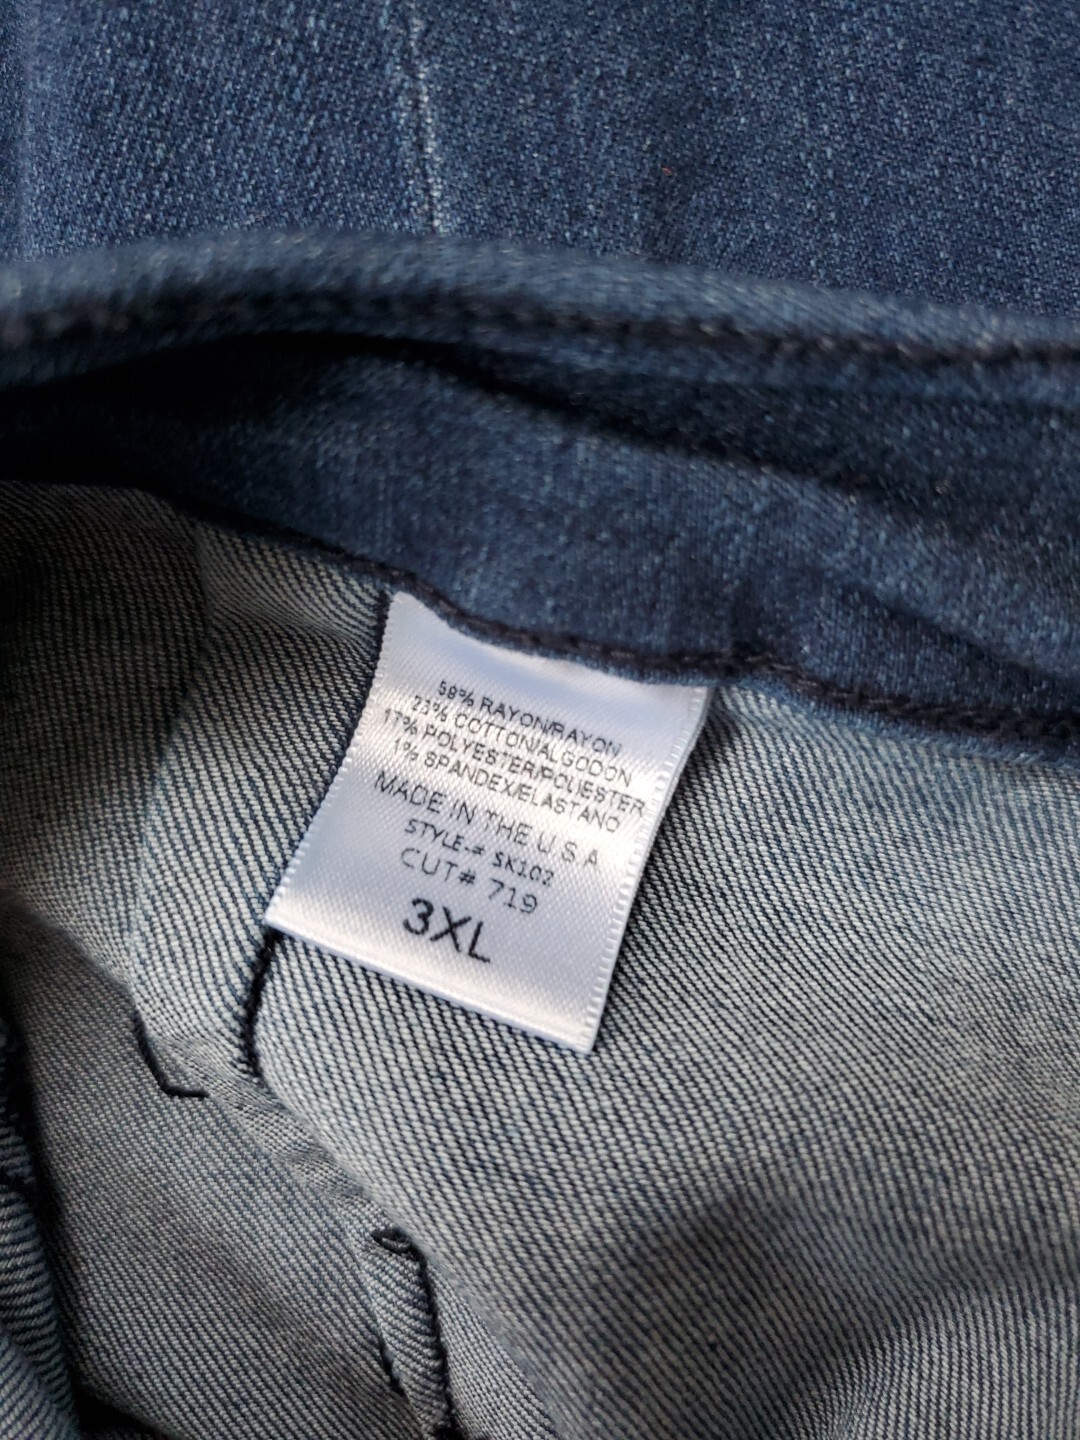 59% RAYON/RAYON
23% COTTON/ALGODON
17% POLYESTER/POLIESTER
1% SPANDEX/ELASTANO
MADE IN THE U S A
STYLE.# SK102
CUT# 719
3XL